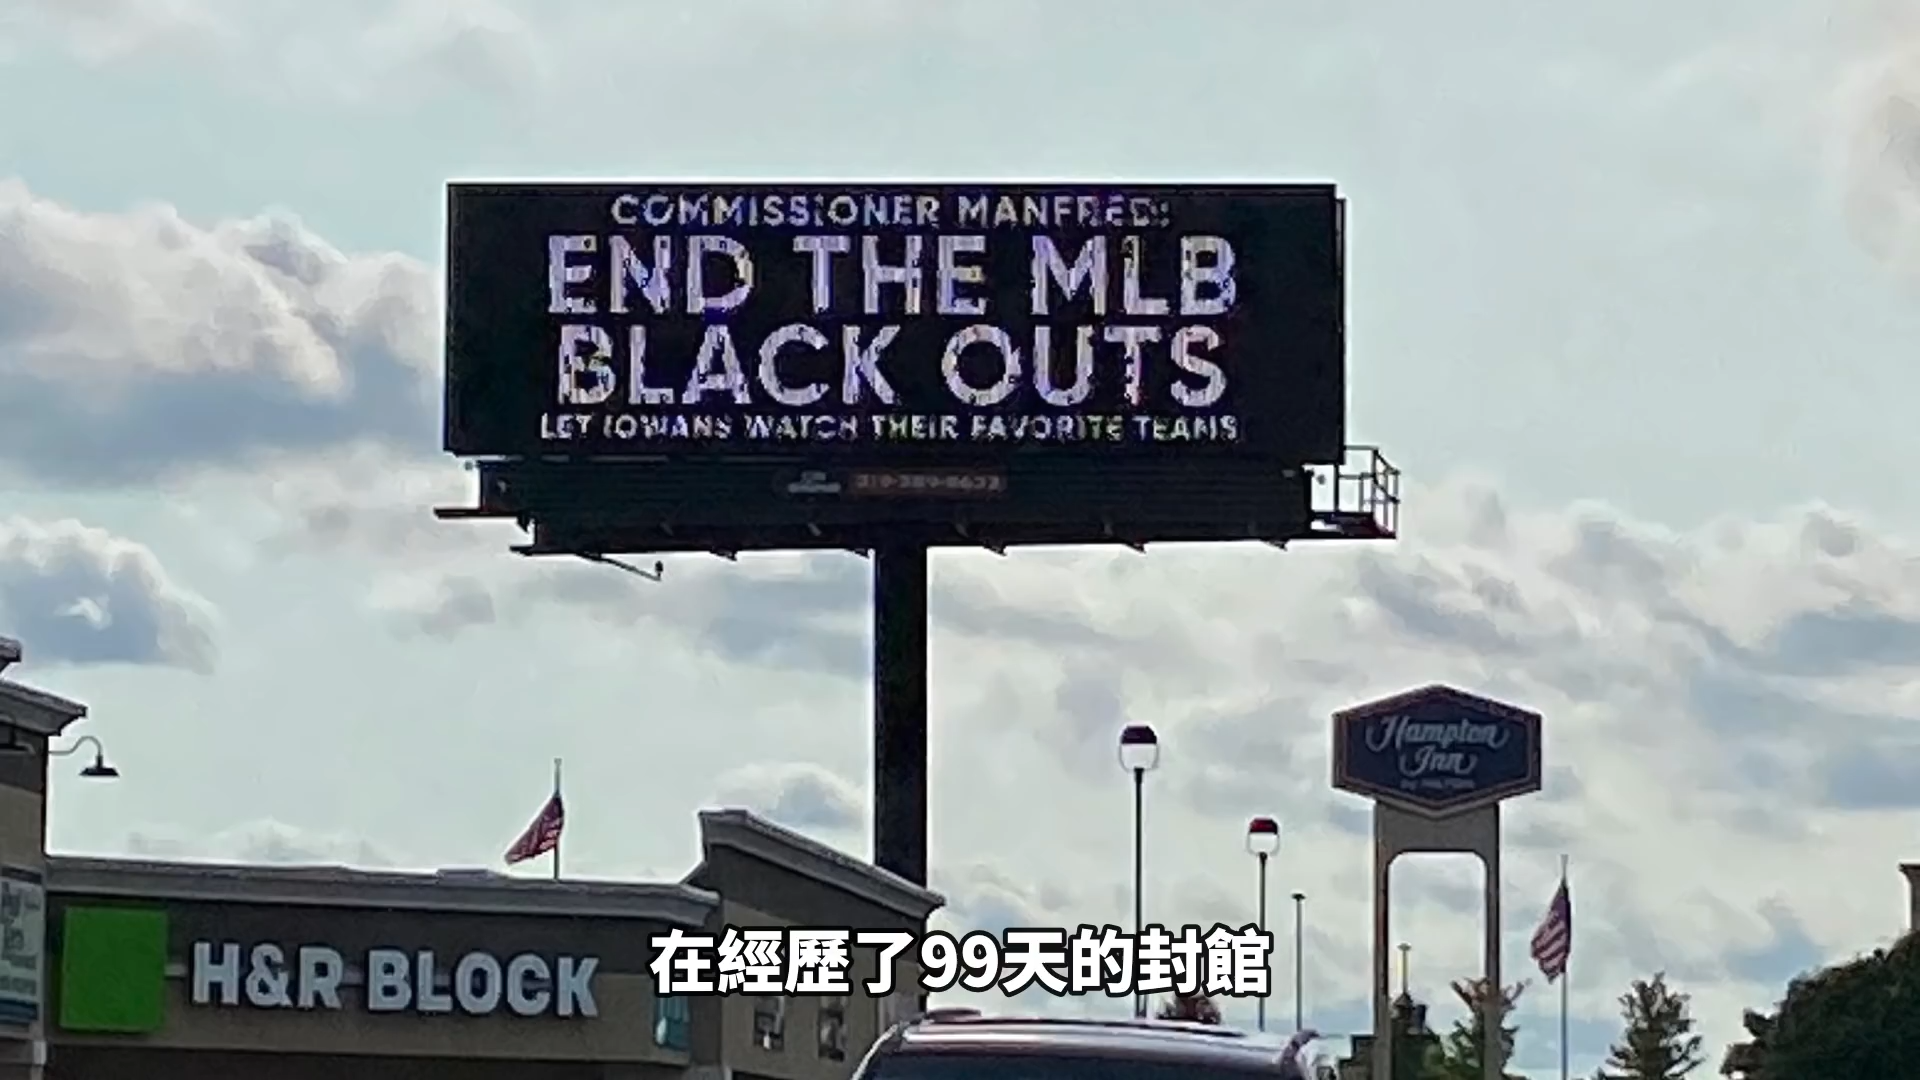 COMMISSIONER MANFRED:
END THE MLB
BLACK OUTS
LET IOWANS WATCH THEIR FAVORITE TEAMS
Hampton
Inn
H&R BLOCK
在經歷了99天的封館